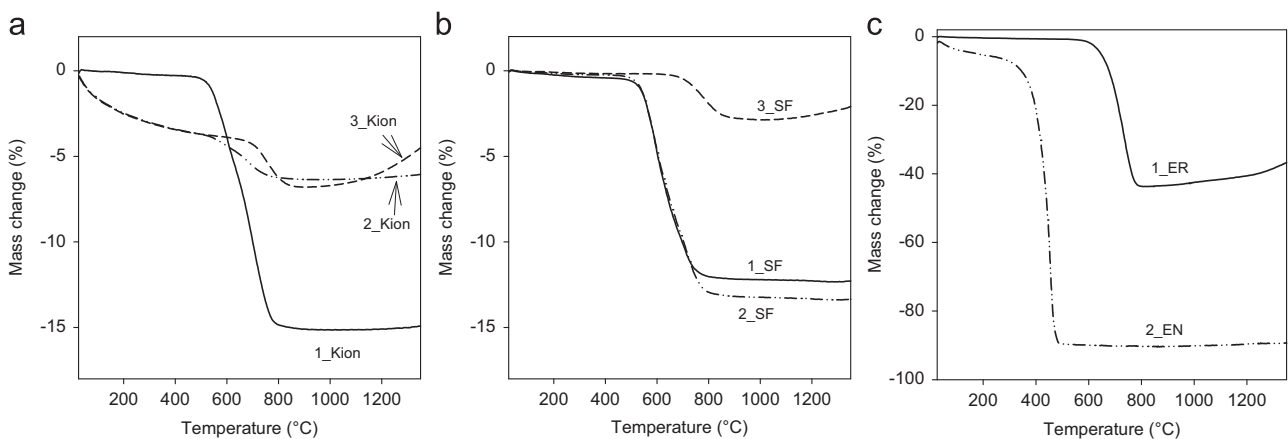 a
0
-5
-10
-15
Mass change (%)
3_Kion
2_Kion
1_Kion
200 400 600 800 1000 1200
Temperature (°C)
b
0
-5
-10
-15
Mass change (%)
3_SF
1_SF
2_SF
200 400 600 800 1000 1200
Temperature (°C)
c
0
-20
-40
-60
-80
-100
Mass change (%)
1_ER
2_EN
200 400 600 800 1000 1200
Temperature (°C)